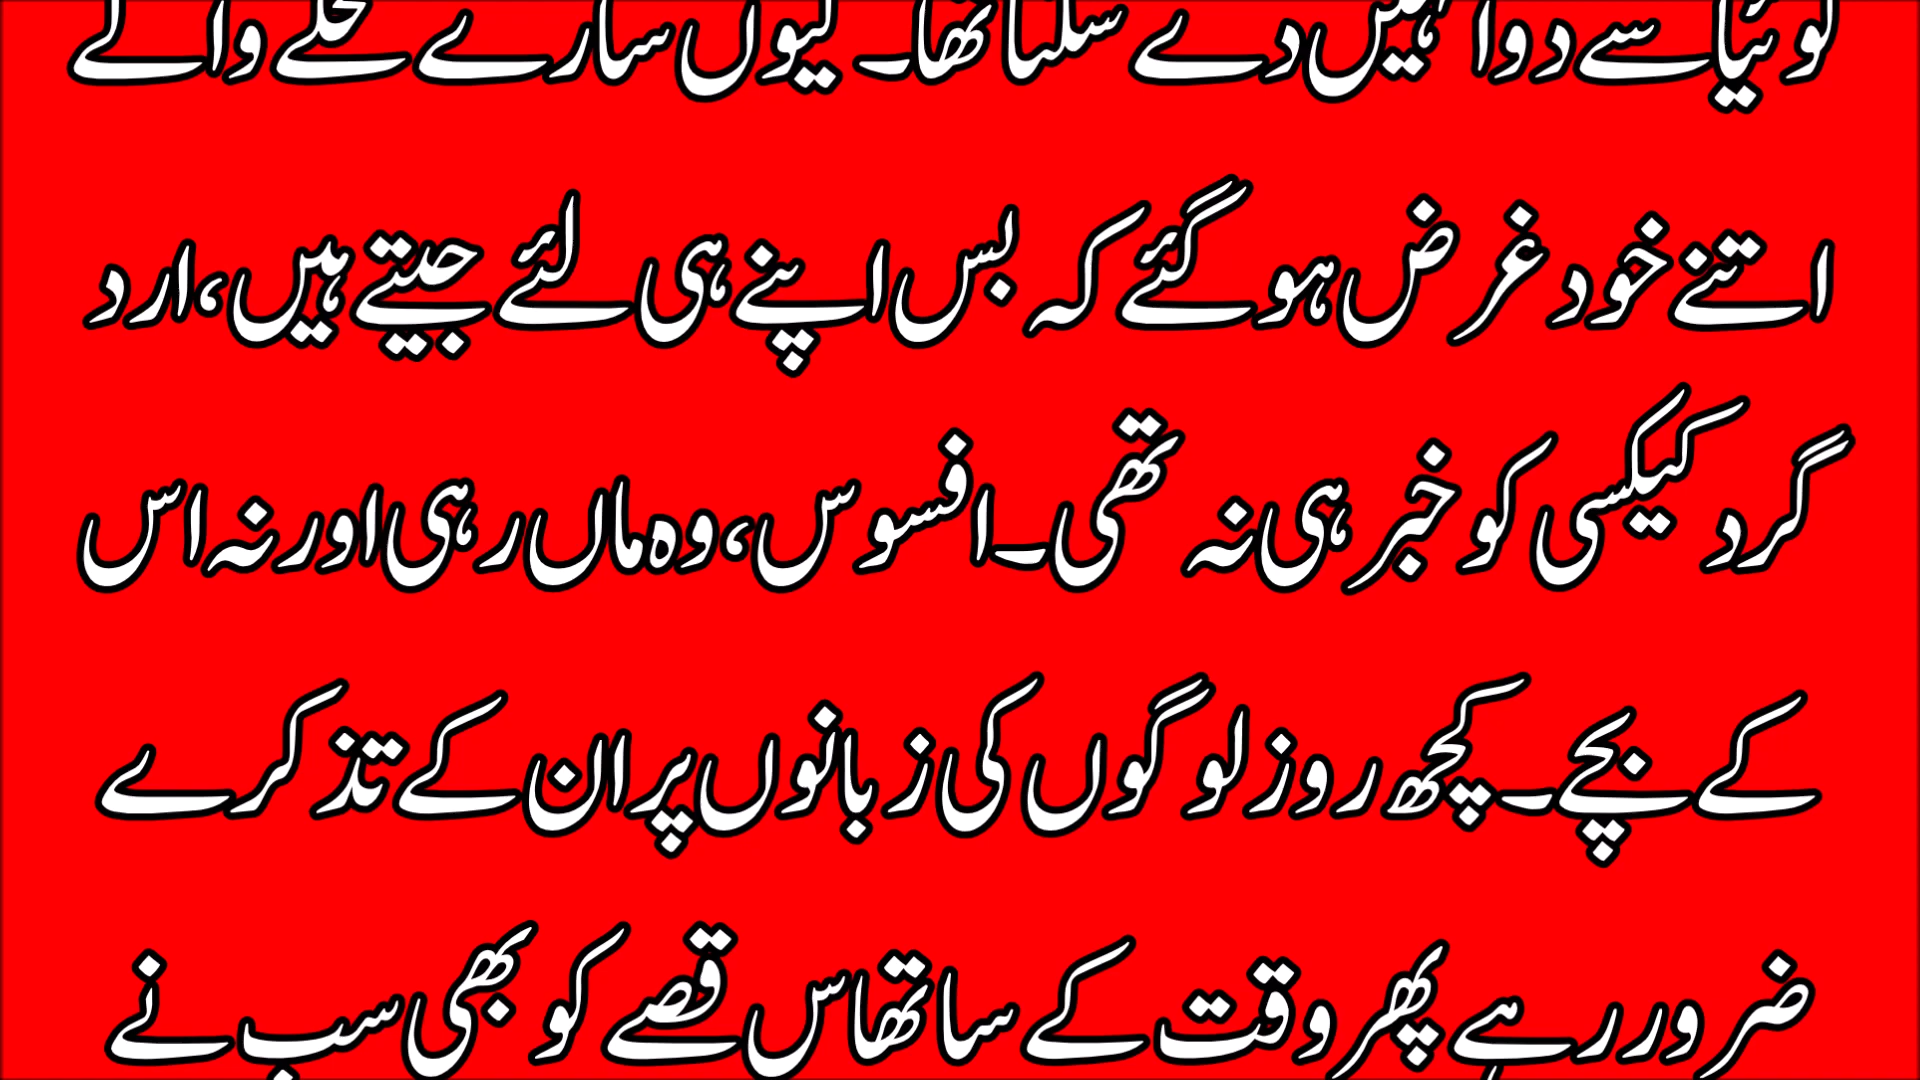 کو نیا سے دوا نہیں دے سکتا تھا۔ کیوں سارے محلے والے
اتنے خود غرض ہو گئے کہ بس اپنے ہی لئے جیتے ہیں، ارد
گرد کیکسی کو خبر ہی نہ تھی۔ افسوس، وہ ماں رہی اور نہ اس
کے بچے۔ کچھ روز لوگوں کی زبانوں پر ان کے تذکرے
ضرور رہے پھر وقت کے ساتھ اس قصے کو بھی سب نے